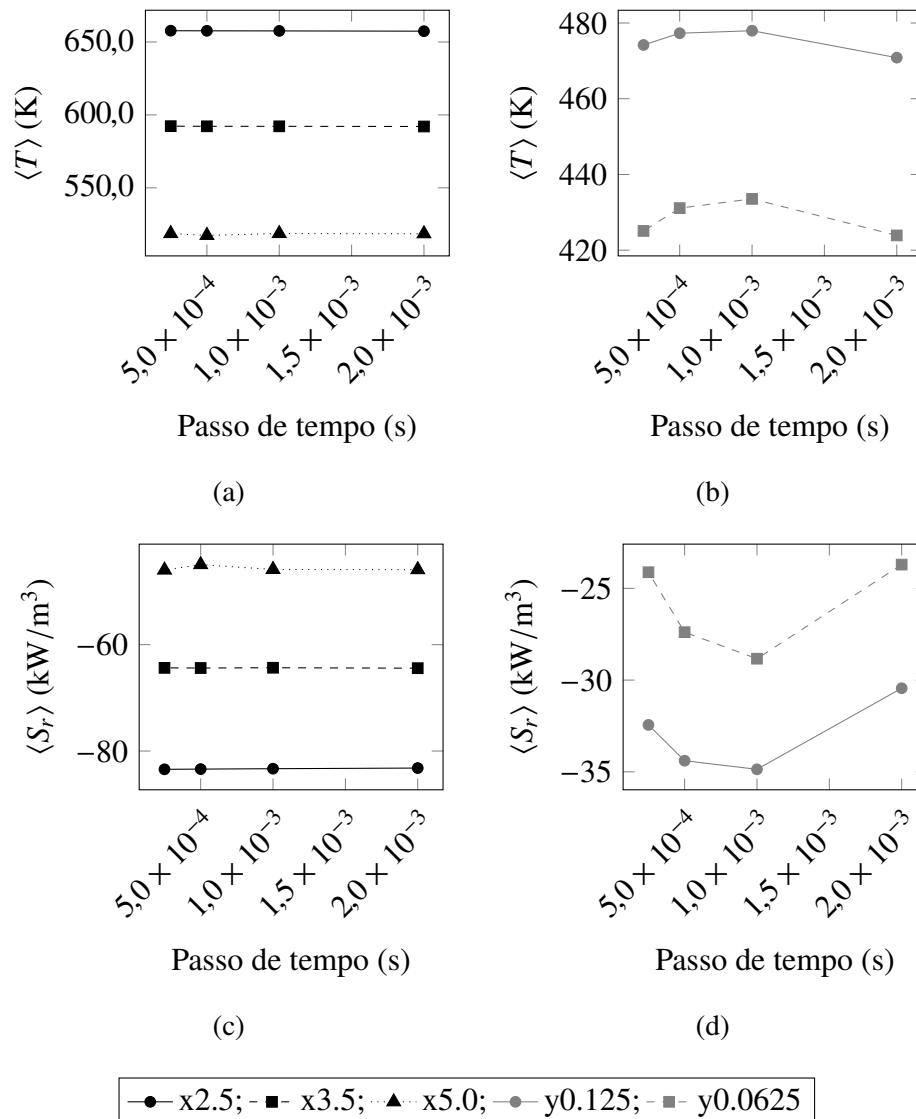 650,0
600,0
550,0
⟨T⟩ (K)
5,0 × 10⁻⁴
1,0 × 10⁻³
1,5 × 10⁻³
2,0 × 10⁻³
Passo de tempo (s)
(a)
480
460
440
420
⟨T⟩ (K)
5,0 × 10⁻⁴
1,0 × 10⁻³
1,5 × 10⁻³
2,0 × 10⁻³
Passo de tempo (s)
(b)
−60
−80
⟨Sᵣ⟩ (kW/m³)
5,0 × 10⁻⁴
1,0 × 10⁻³
1,5 × 10⁻³
2,0 × 10⁻³
Passo de tempo (s)
(c)
−25
−30
−35
⟨Sᵣ⟩ (kW/m³)
5,0 × 10⁻⁴
1,0 × 10⁻³
1,5 × 10⁻³
2,0 × 10⁻³
Passo de tempo (s)
(d)
x2.5; x3.5; x5.0; y0.125; y0.0625